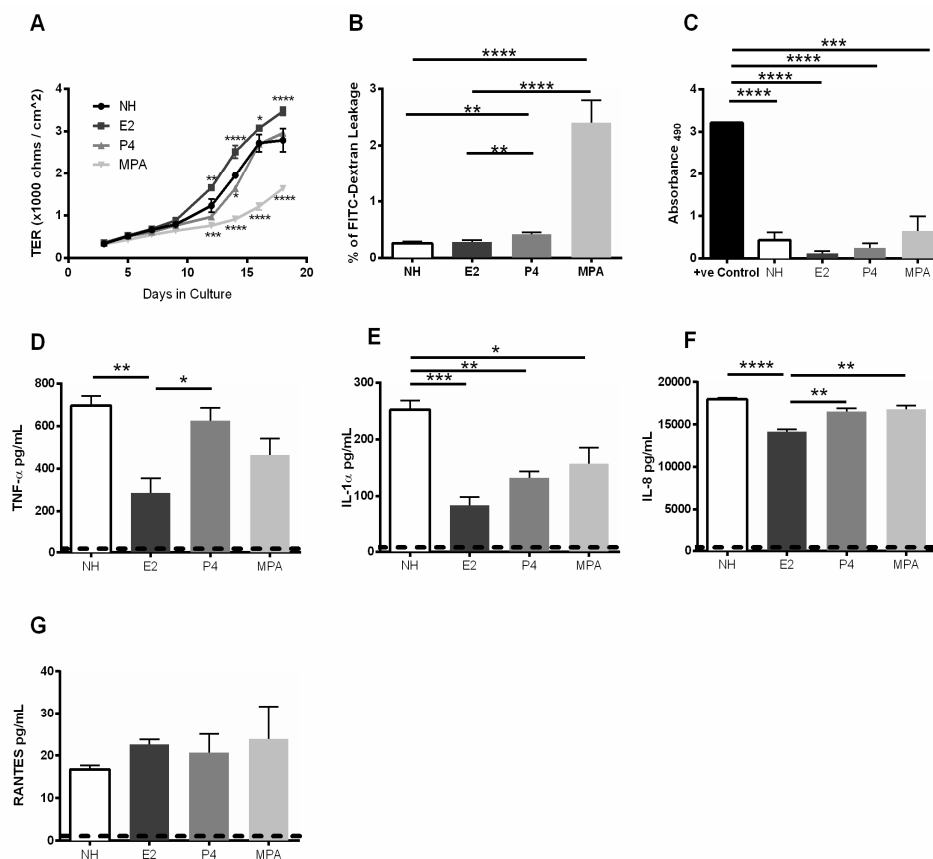 A
TER (x1000 ohms / cm^2)
4
3
2
1
0
NH
E2
P4
MPA
****
*
****
**
*
***
****
****
****
0
5
10
15
20
Days in Culture
B
% of FITC-Dextran Leakage
3
2
1
0
****
****
**
**
NH
E2
P4
MPA
C
Absorbance 490
4
3
2
1
0
***
****
****
****
+ve Control
NH
E2
P4
MPA
D
TNF-α pg/mL
800
600
400
200
0
**
*
NH
E2
P4
MPA
E
IL-1α pg/mL
300
200
100
0
*
**
***
NH
E2
P4
MPA
F
IL-8 pg/mL
20000
15000
10000
5000
0
****
**
**
NH
E2
P4
MPA
G
RANTES pg/mL
40
30
20
10
0
NH
E2
P4
MPA